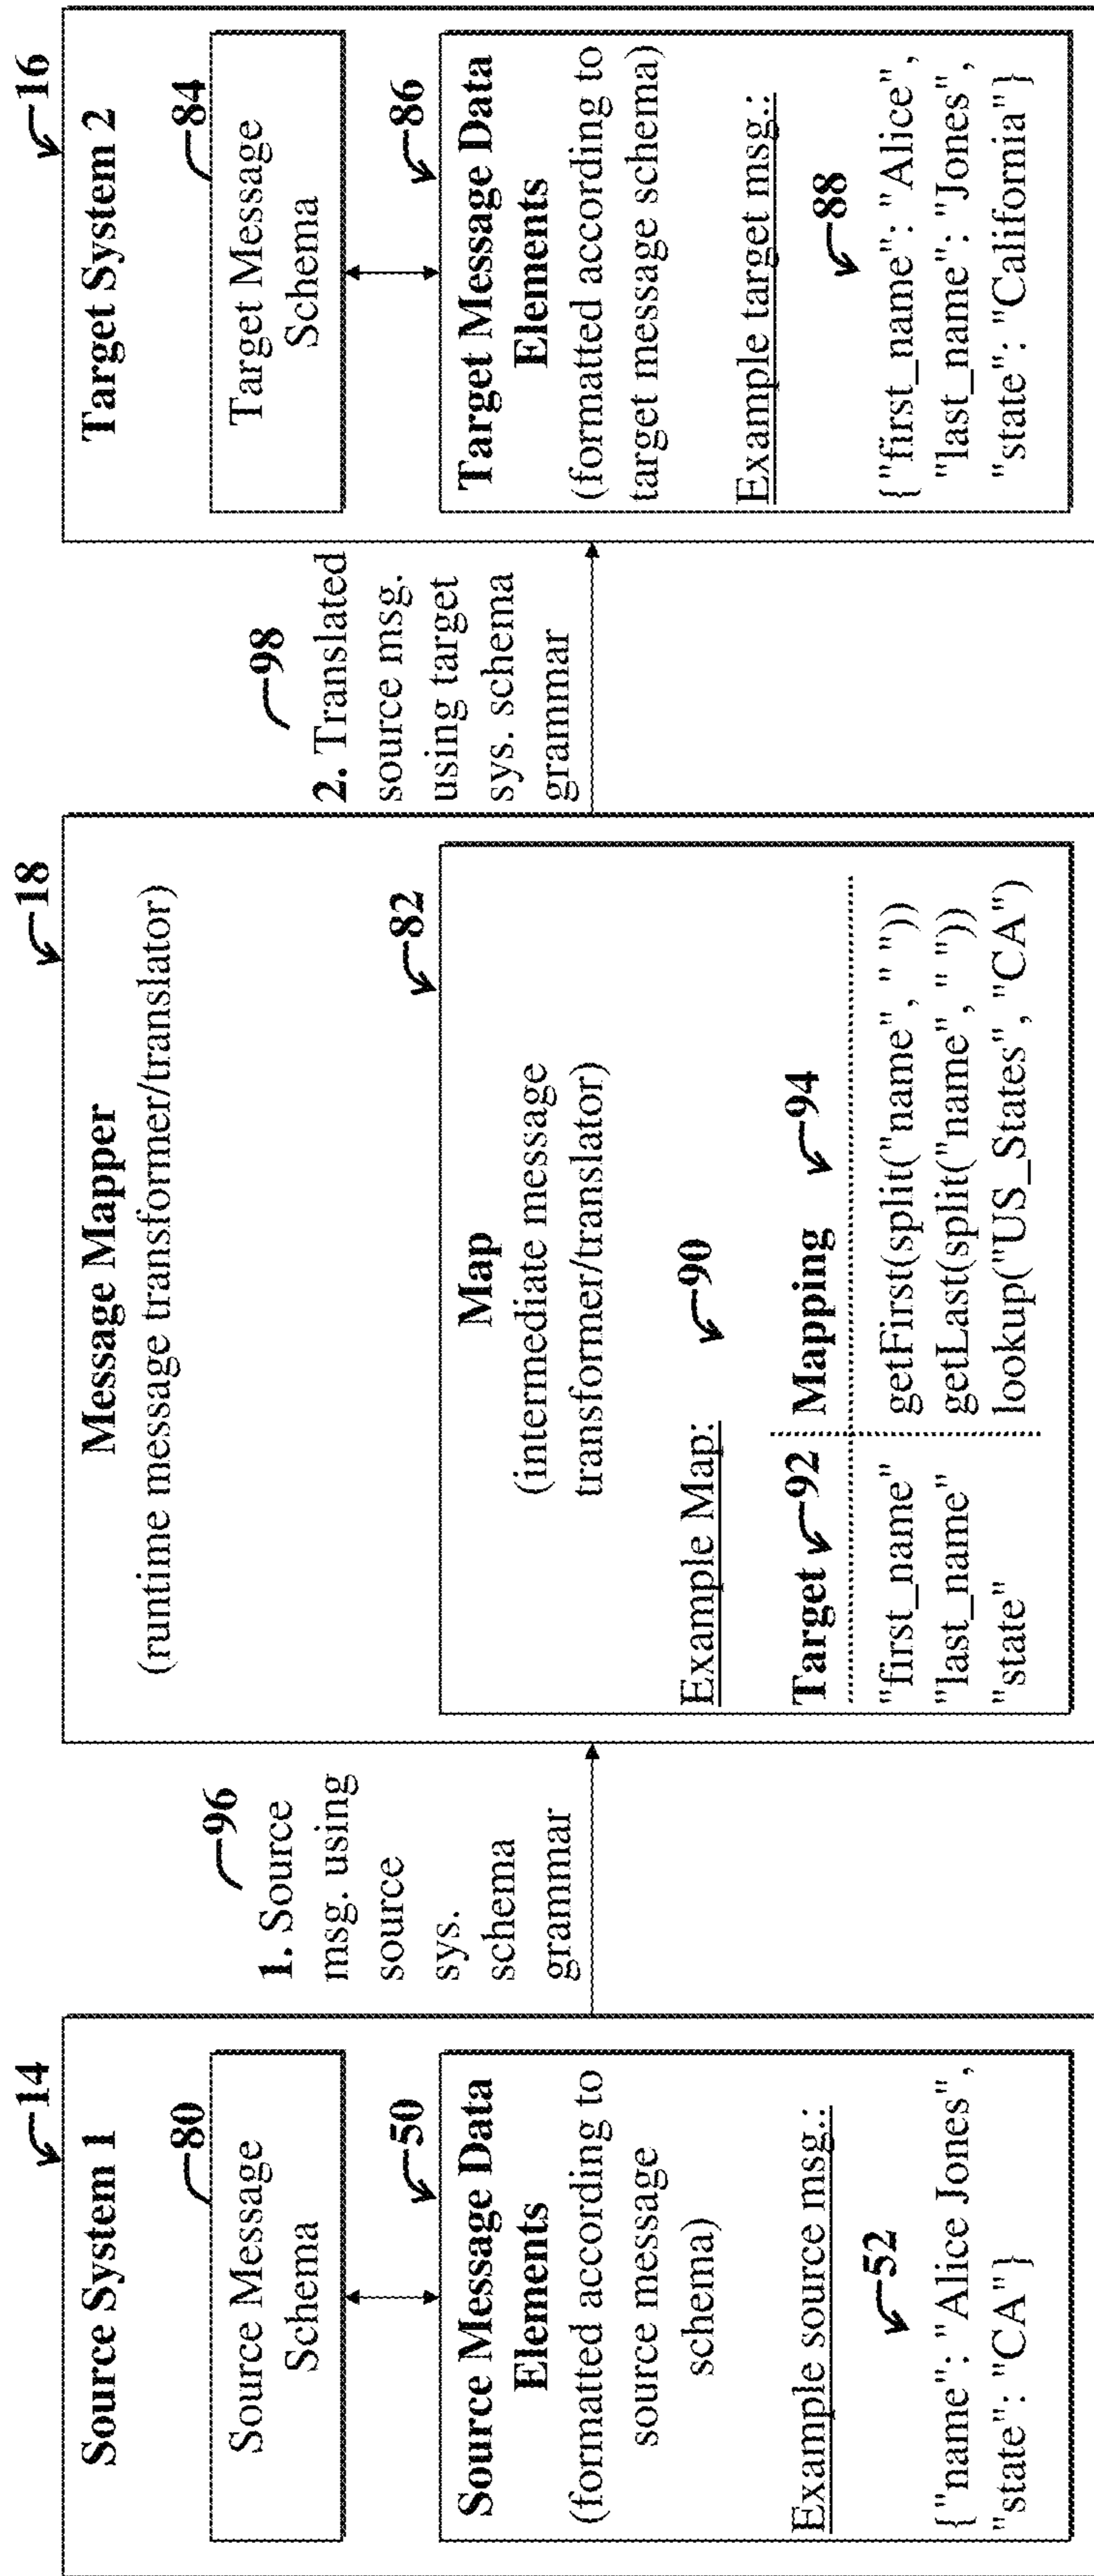 14
Source System 1
80
Source Message
Schema
50
Source Message Data
Elements
(formatted according to
source message
schema)
Example source msg.:
52
{"name": "Alice Jones",
"state": "CA"}
96
1. Source
msg. using
source
sys.
schema
grammar
18
Message Mapper
(runtime message transformer/translator)
82
Map
(intermediate message
transformer/translator)
Example Map: 90
Target 92 Mapping 94
"first_name" getFirst(split("name", " "))
"last_name" getLast(split("name", " "))
"state" lookup("US_States", "CA")
98
2. Translated
source msg.
using target
sys. schema
grammar
16
Target System 2
84
Target Message
Schema
86
Target Message Data
Elements
(formatted according to
target message schema)
Example target msg.:
88
{"first_name": "Alice",
"last_name": "Jones",
"state": "California"}